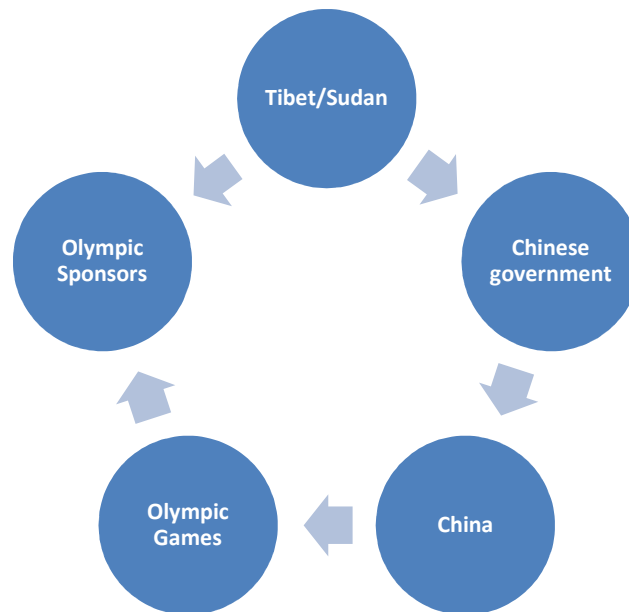 Tibet/Sudan
Chinese
government
China
Olympic
Games
Olympic
Sponsors